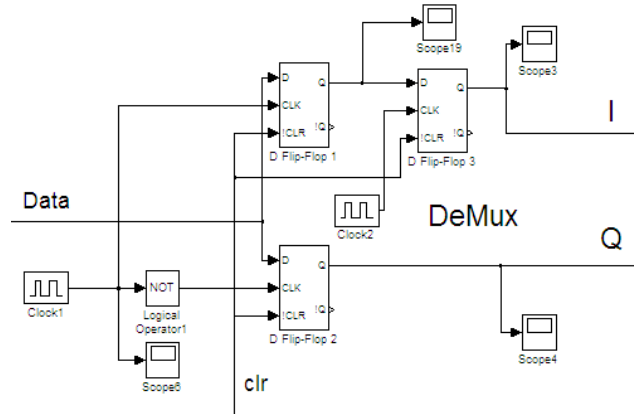 Scope19
Scope3
D Q
CLK
!CLR !Q
D Flip-Flop 1
D Q
CLK
!CLR !Q
D Flip-Flop 3
I
Data
Clock2
DeMux
Q
D Q
CLK
!CLR !Q
D Flip-Flop 2
Clock1
NOT
Logical
Operator1
Scope6
Scope4
clr